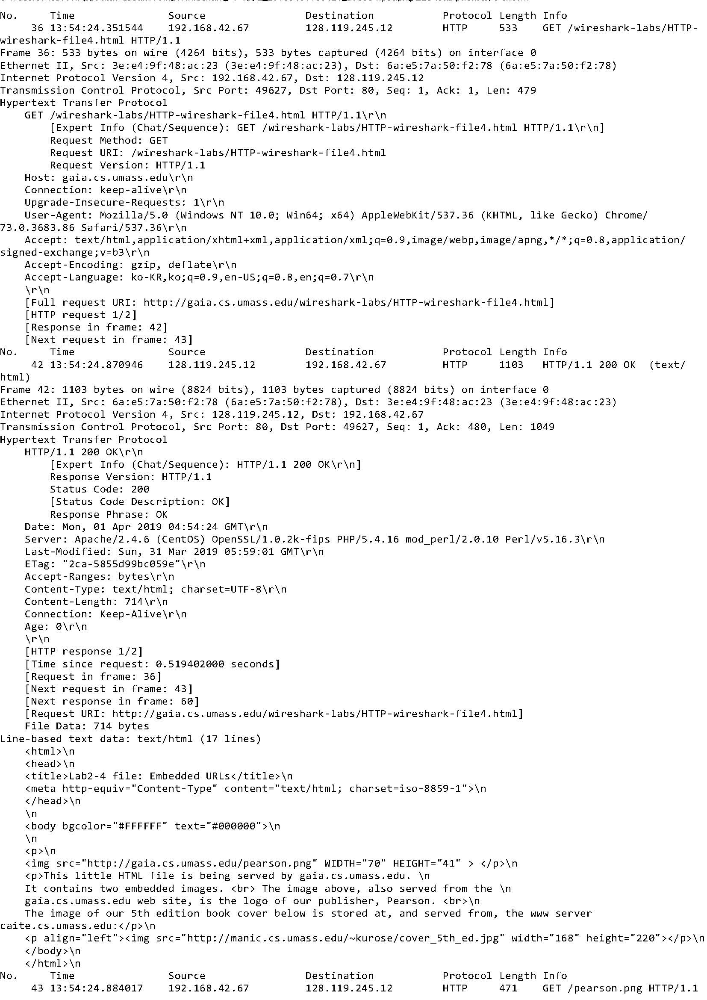 No.     Time               Source                Destination           Protocol Length Info
36 13:54:24.351544    192.168.42.67         128.119.245.12        HTTP     533    GET /wireshark-labs/HTTP-
wireshark-file4.html HTTP/1.1
Frame 36: 533 bytes on wire (4264 bits), 533 bytes captured (4264 bits) on interface 0
Ethernet II, Src: 3e:e4:9f:48:ac:23 (3e:e4:9f:48:ac:23), Dst: 6a:e5:7a:50:f2:78 (6a:e5:7a:50:f2:78)
Internet Protocol Version 4, Src: 192.168.42.67, Dst: 128.119.245.12
Transmission Control Protocol, Src Port: 49627, Dst Port: 80, Seq: 1, Ack: 1, Len: 479
Hypertext Transfer Protocol
GET /wireshark-labs/HTTP-wireshark-file4.html HTTP/1.1\r\n
[Expert Info (Chat/Sequence): GET /wireshark-labs/HTTP-wireshark-file4.html HTTP/1.1\r\n]
Request Method: GET
Request URI: /wireshark-labs/HTTP-wireshark-file4.html
Request Version: HTTP/1.1
Host: gaia.cs.umass.edu\r\n
Connection: keep-alive\r\n
Upgrade-Insecure-Requests: 1\r\n
User-Agent: Mozilla/5.0 (Windows NT 10.0; Win64; x64) AppleWebKit/537.36 (KHTML, like Gecko) Chrome/
73.0.3683.86 Safari/537.36\r\n
Accept: text/html,application/xhtml+xml,application/xml;q=0.9,image/webp,image/apng,*/*;q=0.8,application/
signed-exchange;v=b3\r\n
Accept-Encoding: gzip, deflate\r\n
Accept-Language: ko-KR,ko;q=0.9,en-US;q=0.8,en;q=0.7\r\n
\r\n
[Full request URI: http://gaia.cs.umass.edu/wireshark-labs/HTTP-wireshark-file4.html]
[HTTP request 1/2]
[Response in frame: 42]
[Next request in frame: 43]
No.     Time               Source                Destination           Protocol Length Info
42 13:54:24.870946    128.119.245.12        192.168.42.67         HTTP     1103   HTTP/1.1 200 OK  (text/
html)
Frame 42: 1103 bytes on wire (8824 bits), 1103 bytes captured (8824 bits) on interface 0
Ethernet II, Src: 6a:e5:7a:50:f2:78 (6a:e5:7a:50:f2:78), Dst: 3e:e4:9f:48:ac:23 (3e:e4:9f:48:ac:23)
Internet Protocol Version 4, Src: 128.119.245.12, Dst: 192.168.42.67
Transmission Control Protocol, Src Port: 80, Dst Port: 49627, Seq: 1, Ack: 480, Len: 1049
Hypertext Transfer Protocol
HTTP/1.1 200 OK\r\n
[Expert Info (Chat/Sequence): HTTP/1.1 200 OK\r\n]
Response Version: HTTP/1.1
Status Code: 200
[Status Code Description: OK]
Response Phrase: OK
Date: Mon, 01 Apr 2019 04:54:24 GMT\r\n
Server: Apache/2.4.6 (CentOS) OpenSSL/1.0.2k-fips PHP/5.4.16 mod_perl/2.0.10 Perl/v5.16.3\r\n
Last-Modified: Sun, 31 Mar 2019 05:59:01 GMT\r\n
ETag: "2ca-5855d99bc059e"\r\n
Accept-Ranges: bytes\r\n
Content-Type: text/html; charset=UTF-8\r\n
Content-Length: 714\r\n
Connection: Keep-Alive\r\n
Age: 0\r\n
\r\n
[HTTP response 1/2]
[Time since request: 0.519402000 seconds]
[Request in frame: 36]
[Next request in frame: 43]
[Next response in frame: 60]
[Request URI: http://gaia.cs.umass.edu/wireshark-labs/HTTP-wireshark-file4.html]
File Data: 714 bytes
Line-based text data: text/html (17 lines)
<html>\n
<head>\n
<title>Lab2-4 file: Embedded URLs</title>\n
<meta http-equiv="Content-Type" content="text/html; charset=iso-8859-1">\n
</head>\n
\n
<body bgcolor="#FFFFFF" text="#000000">\n
\n
<p>\n
<img src="http://gaia.cs.umass.edu/pearson.png" WIDTH="70" HEIGHT="41" > </p>\n
<p>This little HTML file is being served by gaia.cs.umass.edu. \n
It contains two embedded images. <br> The image above, also served from the \n
gaia.cs.umass.edu web site, is the logo of our publisher, Pearson. <br>\n
The image of our 5th edition book cover below is stored at, and served from, the www server
caite.cs.umass.edu:</p>\n
<p align="left"><img src="http://manic.cs.umass.edu/~kurose/cover_5th_ed.jpg" width="168" height="220"></p>\n
</body>\n
</html>\n
No.     Time               Source                Destination           Protocol Length Info
43 13:54:24.884017    192.168.42.67         128.119.245.12        HTTP     471    GET /pearson.png HTTP/1.1